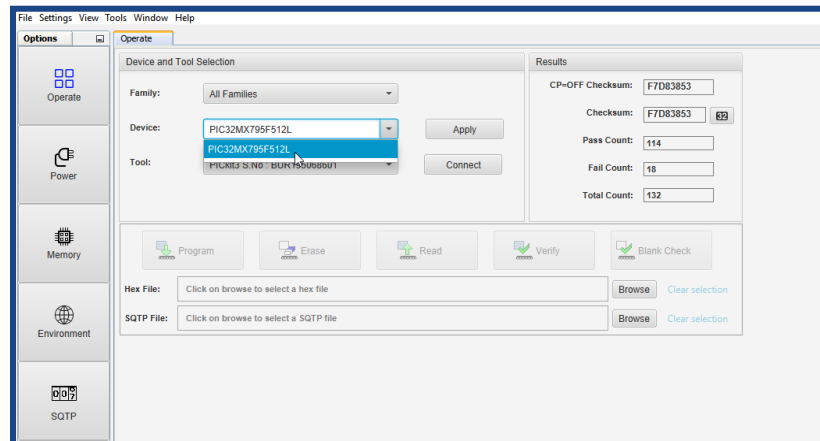 File Settings View Tools Window Help
Options
Operate
Operate
Power
Memory
Environment
SQTP
Device and Tool Selection
Family: All Families
Device: PIC32MX795F512L Apply
PIC32MX795F512L
Tool: PICkit3 S.No : BUR155068601 Connect
Results
CP=OFF Checksum: F7D83853
Checksum: F7D83853 32
Pass Count: 114
Fail Count: 18
Total Count: 132
Program Erase Read Verify Blank Check
Hex File: Click on browse to select a hex file Browse Clear selection
SQTP File: Click on browse to select a SQTP file Browse Clear selection